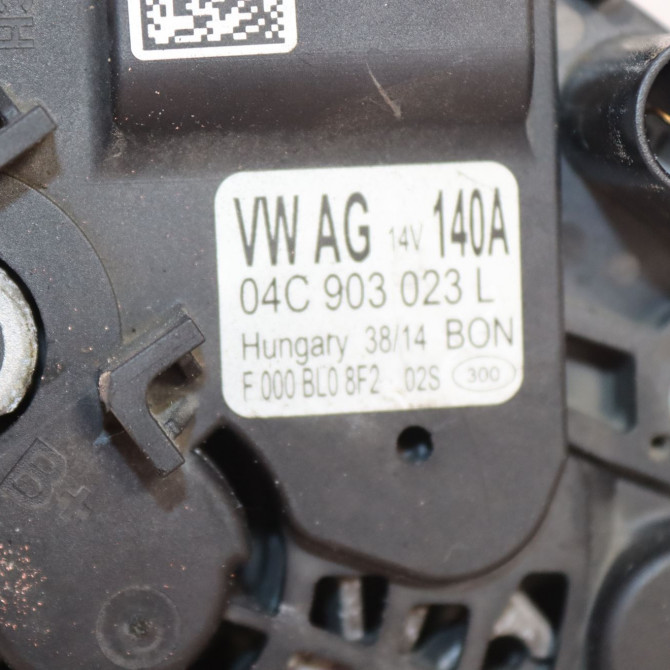 VW AG 14V 140A
04C 903 023 L
Hungary 38/14 BON
F 000 BL0 8F2 02S 300